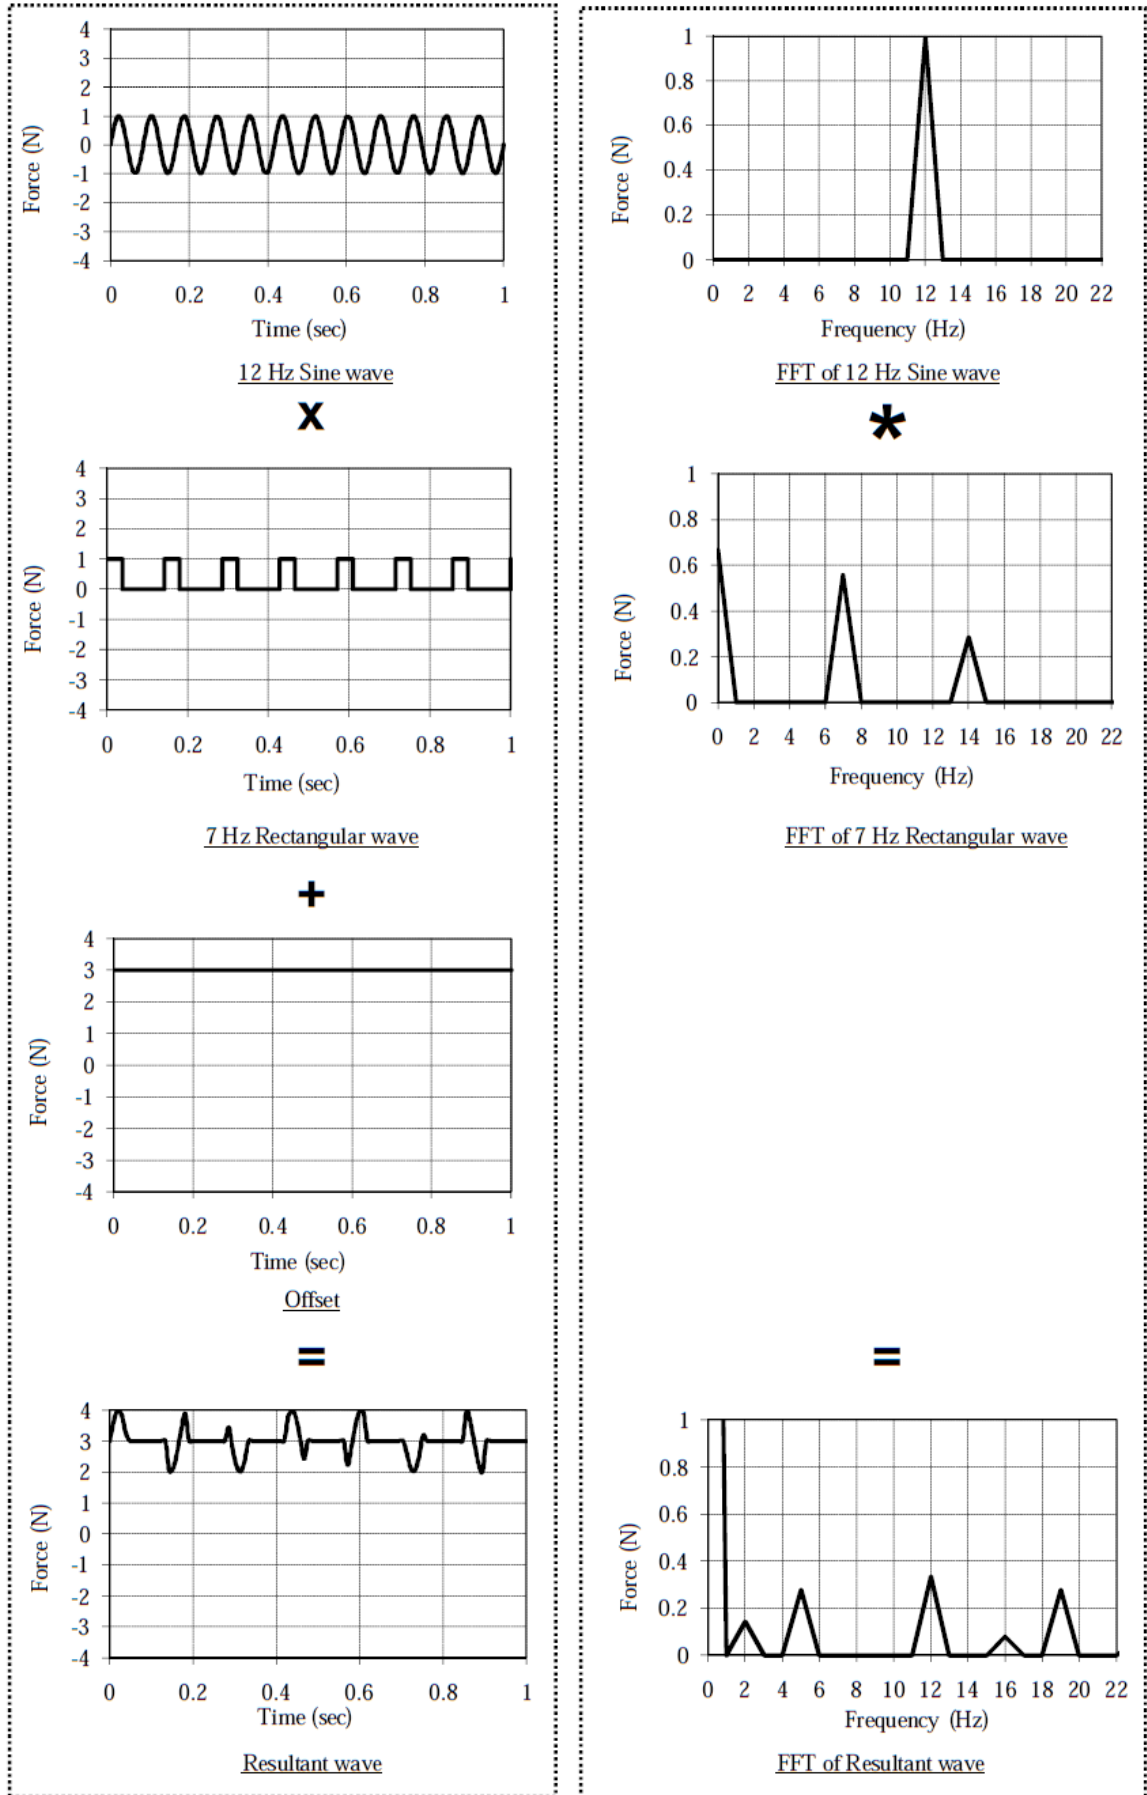 4
3
2
1
0
-1
-2
-3
-4
Force (N)
0 0.2 0.4 0.6 0.8 1
Time (sec)
12 Hz Sine wave
x
4
3
2
1
0
-1
-2
-3
-4
Force (N)
0 0.2 0.4 0.6 0.8 1
Time (sec)
7 Hz Rectangular wave
+
4
3
2
1
0
-1
-2
-3
-4
Force (N)
0 0.2 0.4 0.6 0.8 1
Time (sec)
Offset
=
4
3
2
1
0
-1
-2
-3
-4
Force (N)
0 0.2 0.4 0.6 0.8 1
Time (sec)
Resultant wave
1
0.8
0.6
0.4
0.2
0
Force (N)
0 2 4 6 8 10 12 14 16 18 20 22
Frequency (Hz)
FFT of 12 Hz Sine wave
*
1
0.8
0.6
0.4
0.2
0
Force (N)
0 2 4 6 8 10 12 14 16 18 20 22
Frequency (Hz)
FFT of 7 Hz Rectangular wave
=
1
0.8
0.6
0.4
0.2
0
Force (N)
0 2 4 6 8 10 12 14 16 18 20 22
Frequency (Hz)
FFT of Resultant wave